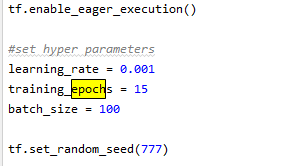 tf.enable_eager_execution()
#set hyper parameters
learning_rate = 0.001
training_epochs = 15
batch_size = 100
tf.set_random_seed(777)